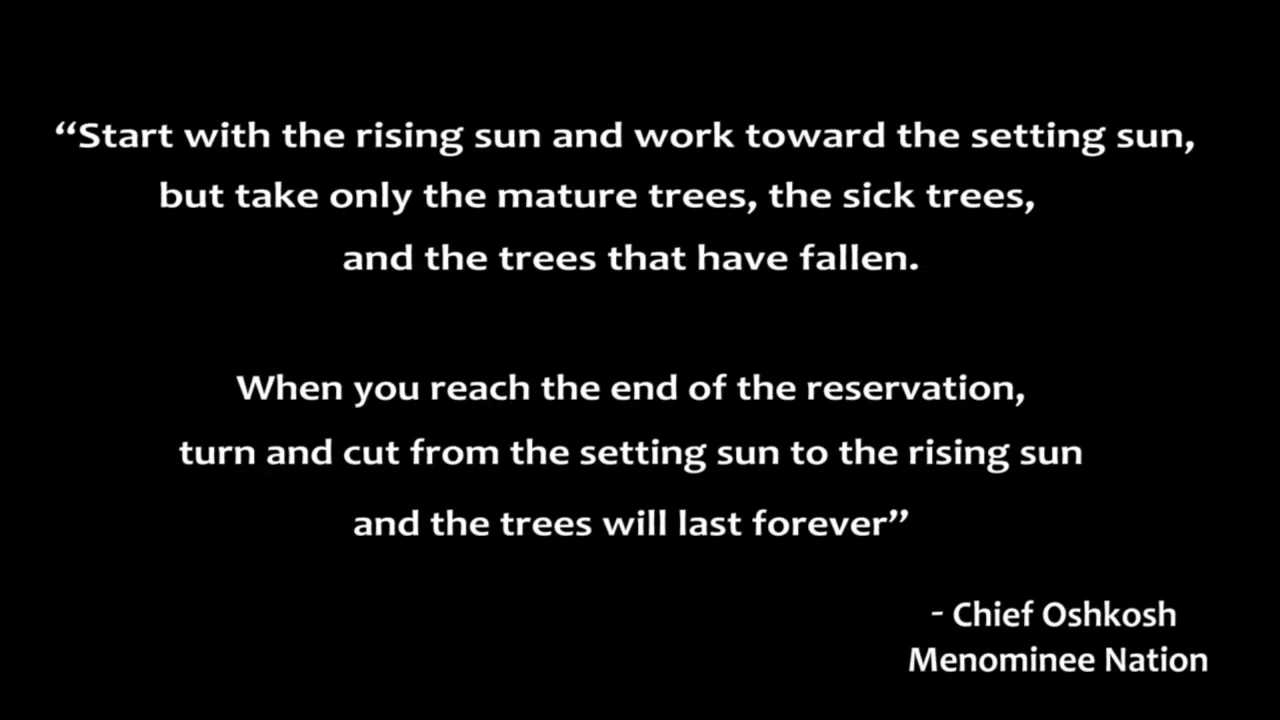 “Start with the rising sun and work toward the setting sun,
but take only the mature trees, the sick trees,
and the trees that have fallen.
When you reach the end of the reservation,
turn and cut from the setting sun to the rising sun
and the trees will last forever”
- Chief Oshkosh
Menominee Nation